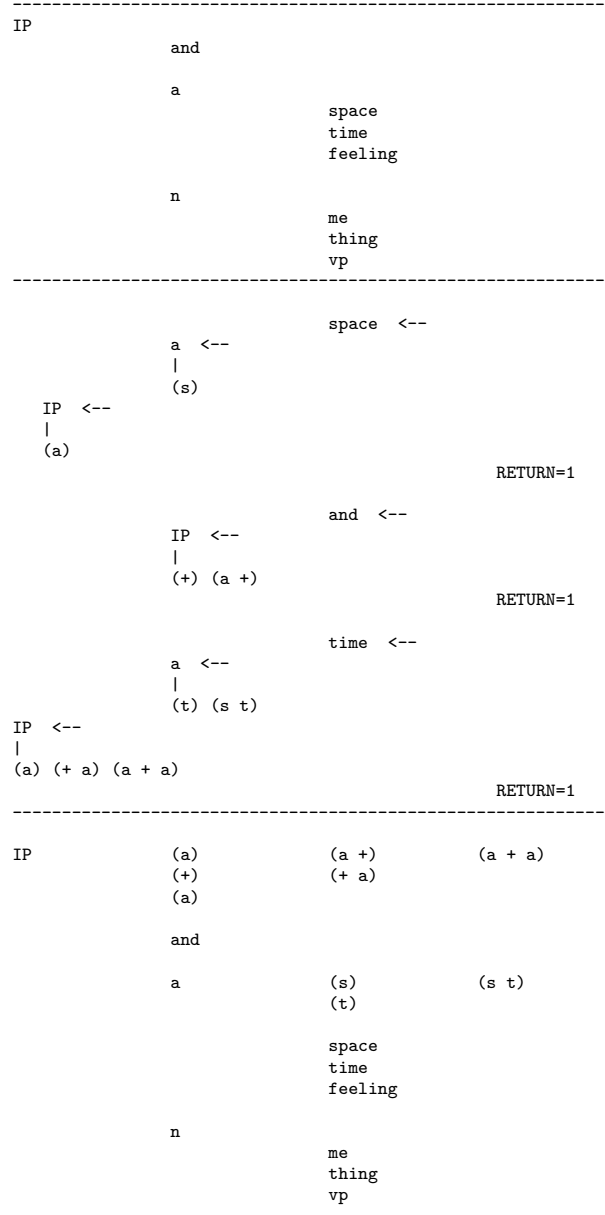 ------------------------------------------------------------
IP
                and

                a
                                space
                                time
                                feeling

                n
                                me
                                thing
                                vp
------------------------------------------------------------

                                space  <--
                a  <--
                |
                (s)
   IP  <--
   |
   (a)
                                                 RETURN=1

                                and  <--
                IP  <--
                |
                (+) (a +)
                                                 RETURN=1

                                time  <--
                a  <--
                |
                (t) (s t)
IP  <--
|
(a) (+ a) (a + a)
                                                 RETURN=1
------------------------------------------------------------

IP              (a)             (a +)          (a + a)
                (+)             (+ a)
                (a)

                and

                a               (s)            (s t)
                                (t)

                                space
                                time
                                feeling

                n
                                me
                                thing
                                vp